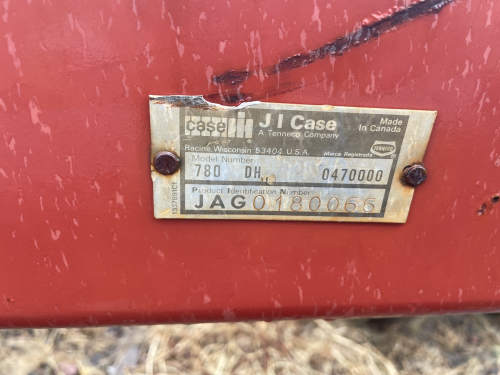 case IH
J I Case
A Tenneco Company
Made
in Canada
Racine, Wisconsin 53404 U.S.A.
Marca Registrada
TENNECO
Model Number
780 DH 0470000
Product Identification Number
JAG0180066